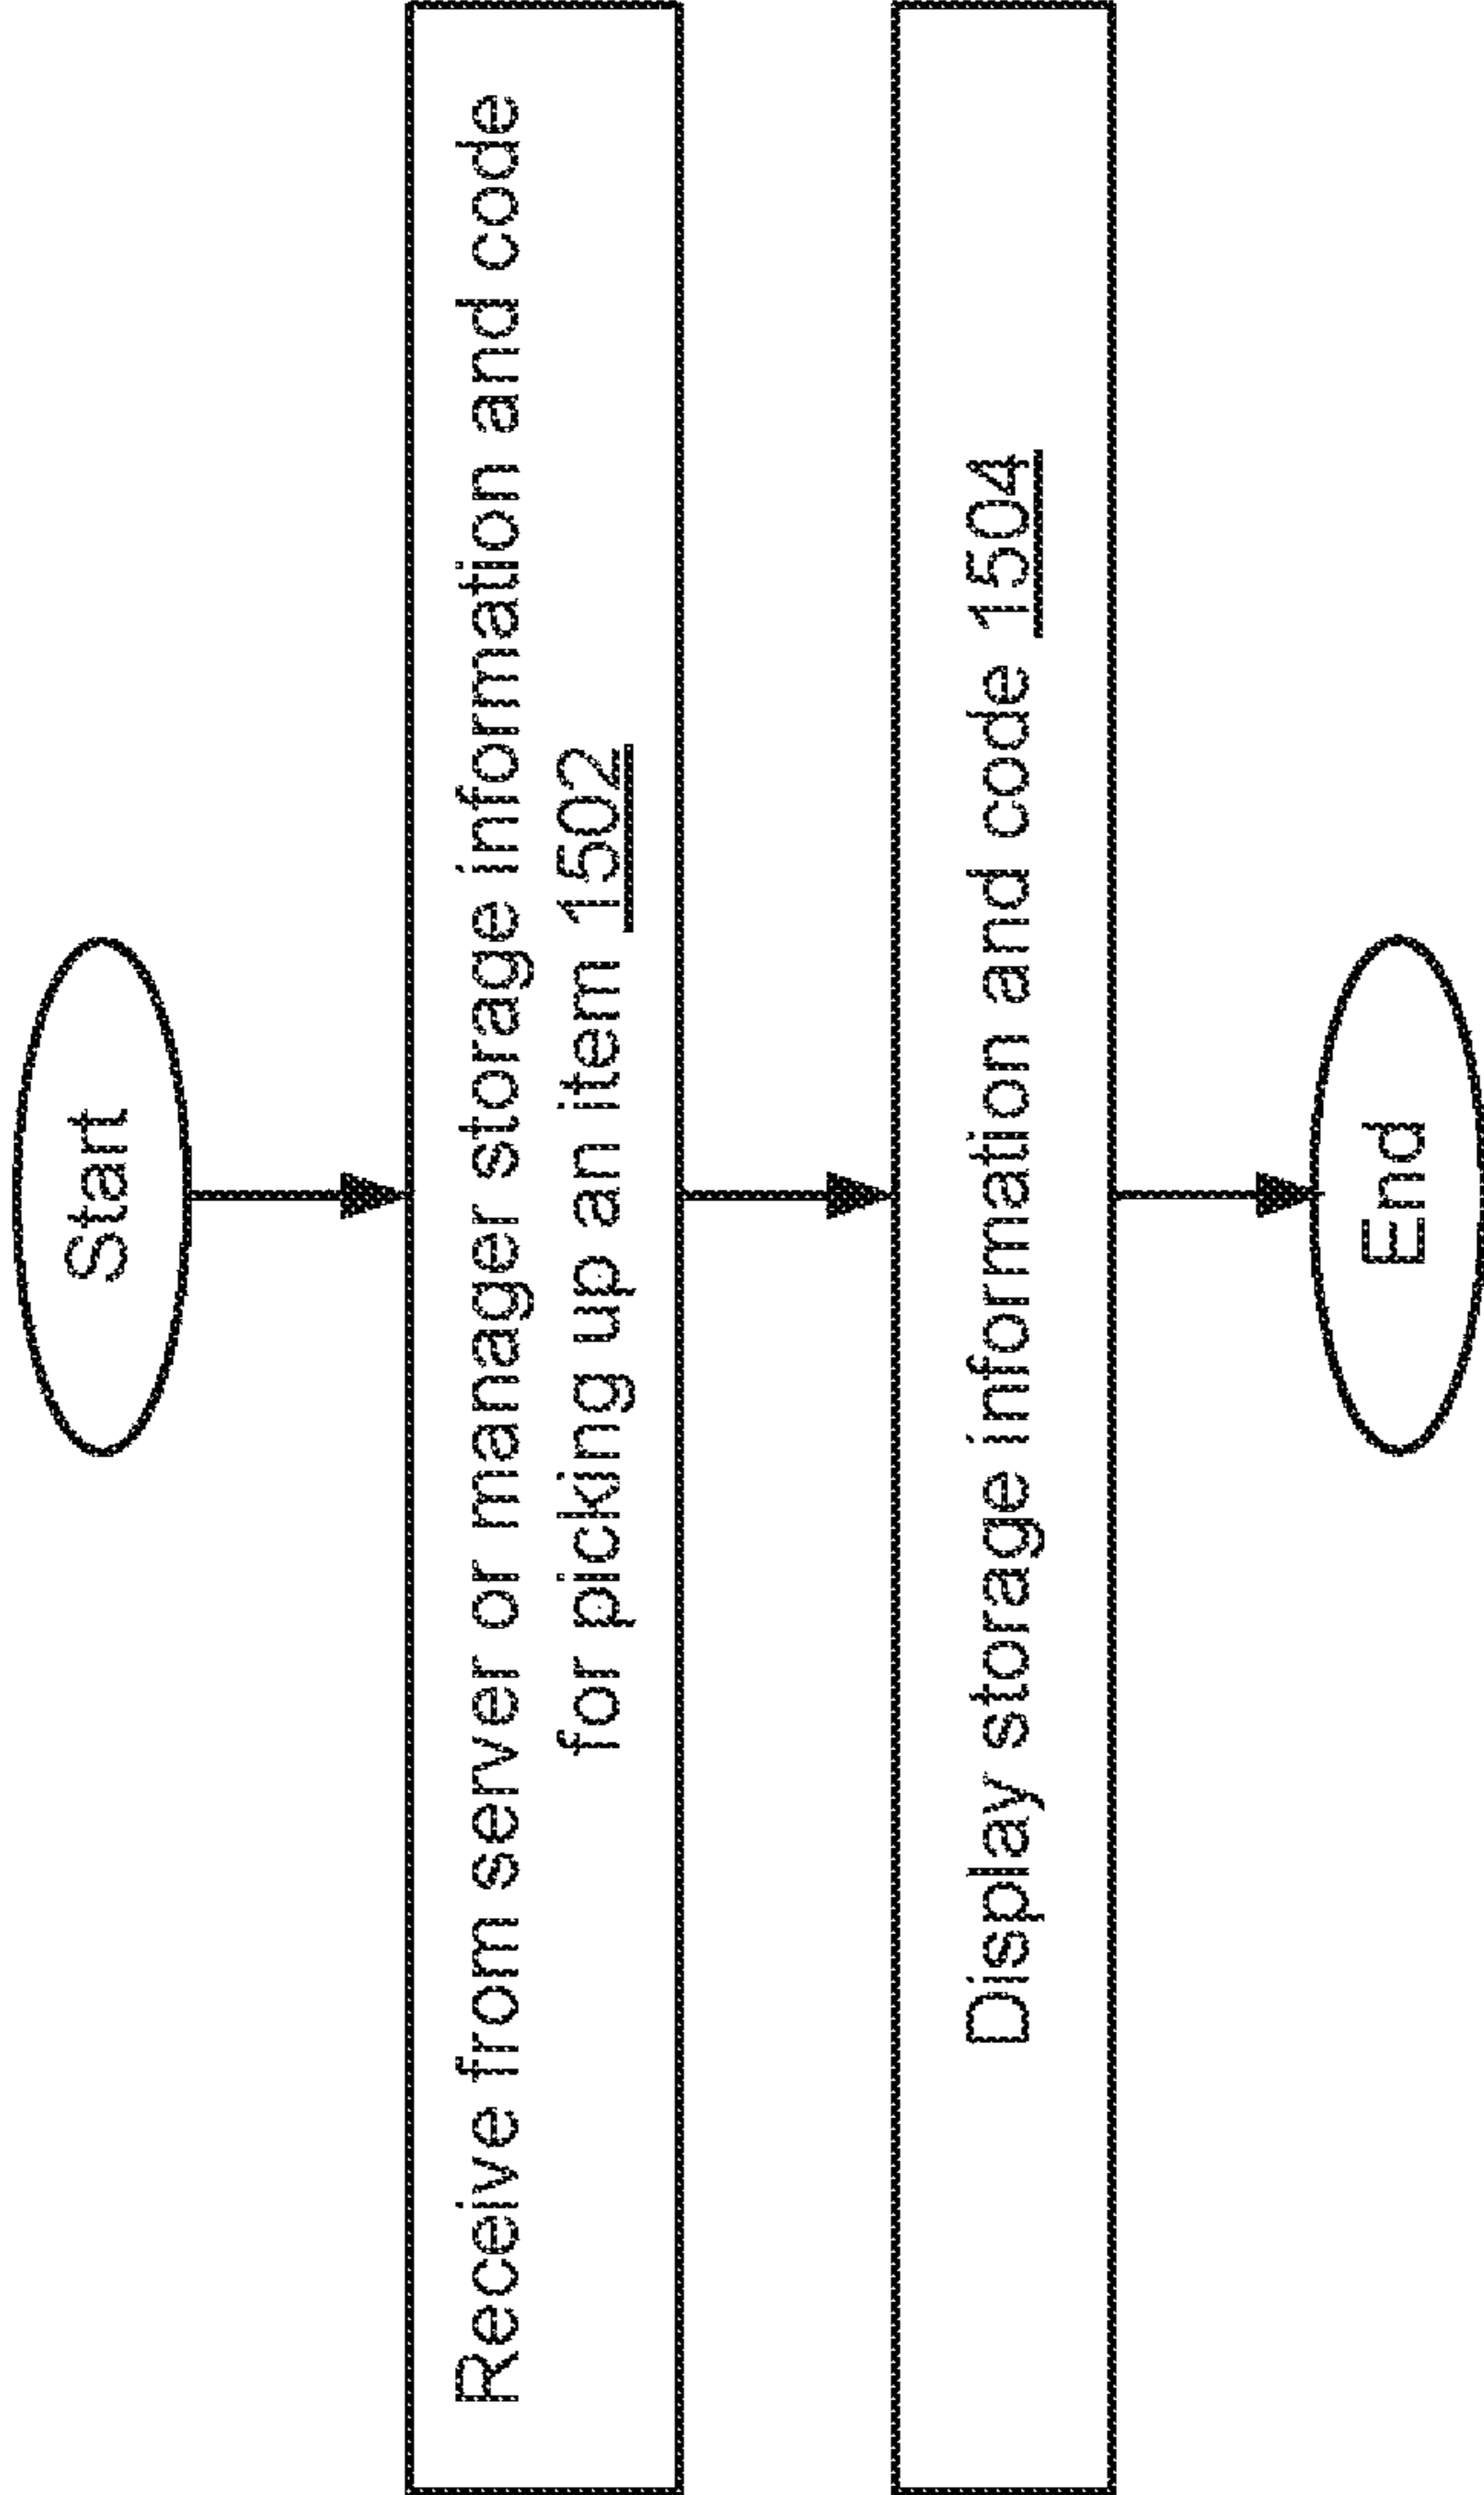 Start
Receive from server or manager storage information and code
for picking up an item 1502
Display storage information and code 1504
End